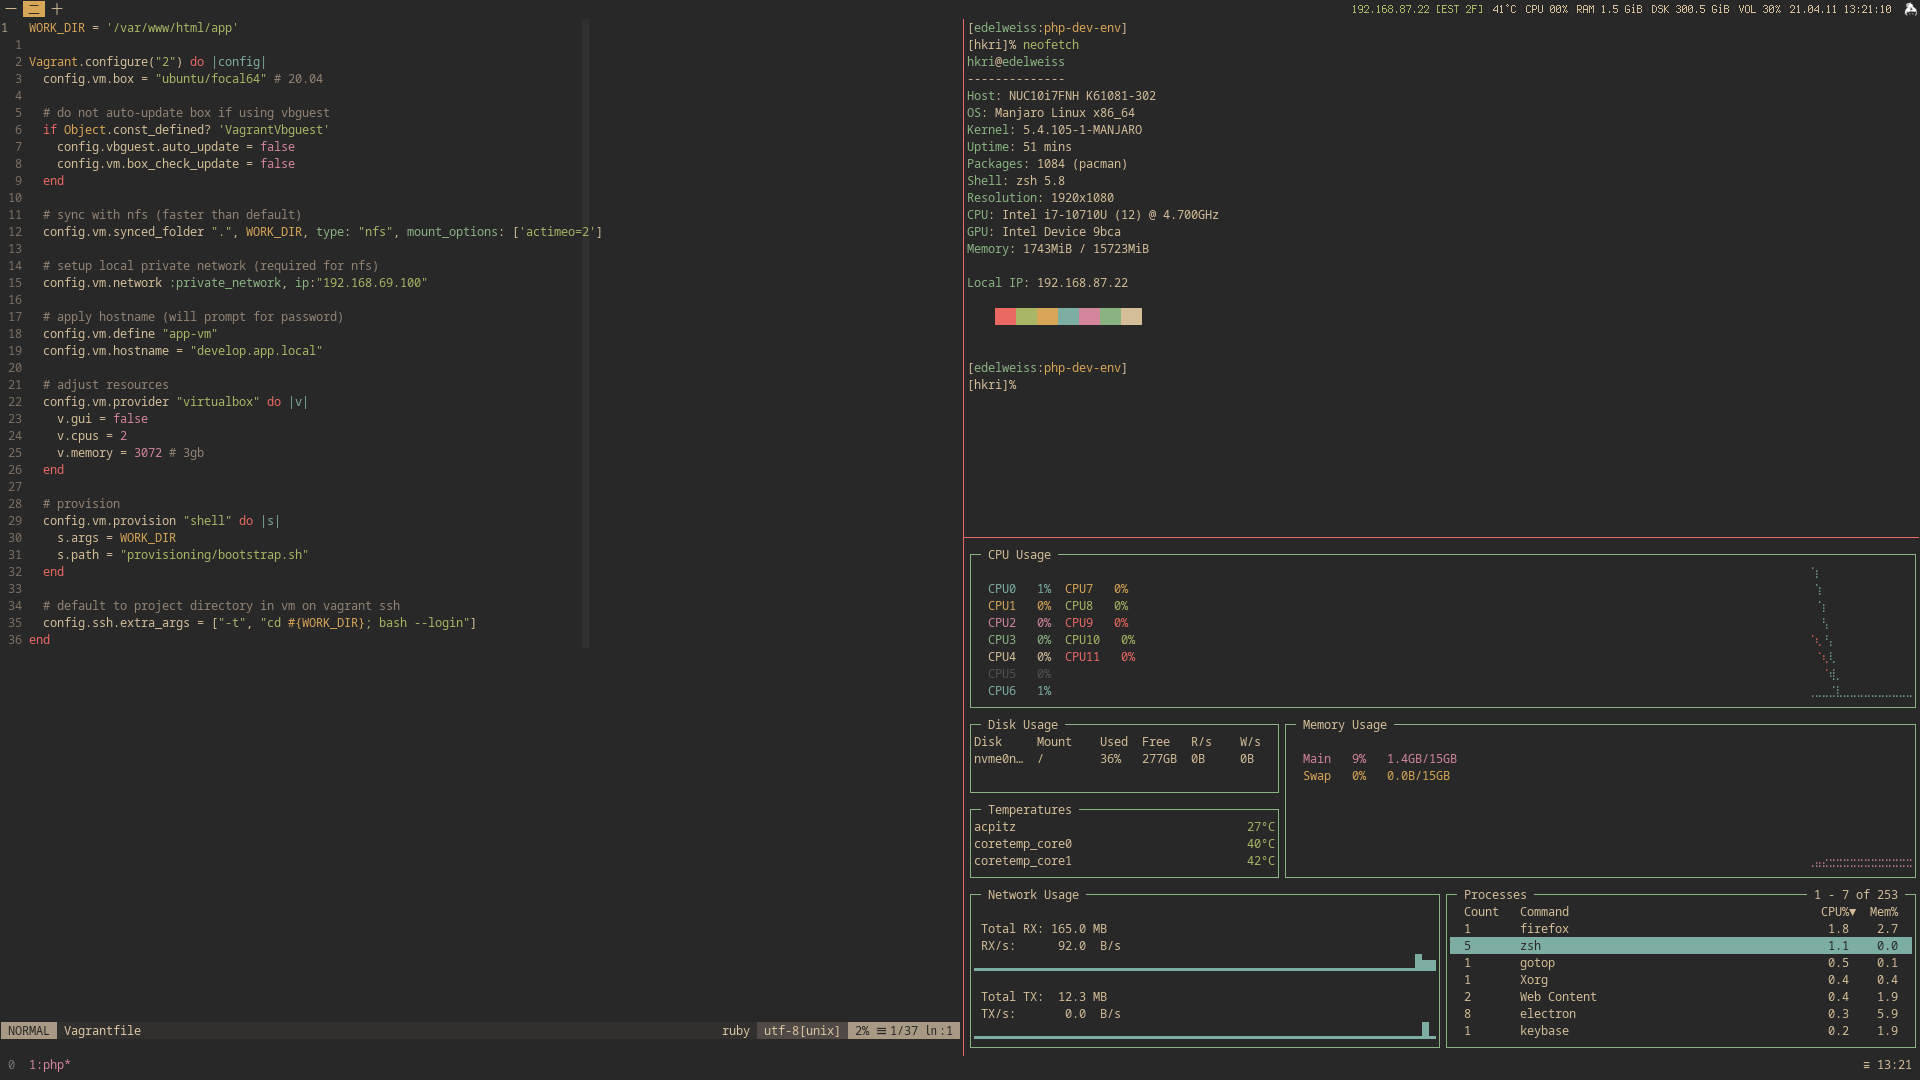 一 二 十
192.168.87.22 [EST 2F] 41°C CPU 00% RAM 1.5 GiB DSK 300.5 GiB VOL 30% 21.04.11 13:21:10
1 WORK_DIR = '/var/www/html/app'
1
2 Vagrant.configure("2") do |config|
3 config.vm.box = "ubuntu/focal64" # 20.04
4
5 # do not auto-update box if using vbguest
6 if Object.const_defined? 'VagrantVbguest'
7 config.vbguest.auto_update = false
8 config.vm.box_check_update = false
9 end
10
11 # sync with nfs (faster than default)
12 config.vm.synced_folder ".", WORK_DIR, type: "nfs", mount_options: ['actimeo=2']
13
14 # setup local private network (required for nfs)
15 config.vm.network :private_network, ip:"192.168.69.100"
16
17 # apply hostname (will prompt for password)
18 config.vm.define "app-vm"
19 config.vm.hostname = "develop.app.local"
20
21 # adjust resources
22 config.vm.provider "virtualbox" do |v|
23 v.gui = false
24 v.cpus = 2
25 v.memory = 3072 # 3gb
26 end
27
28 # provision
29 config.vm.provision "shell" do |s|
30 s.args = WORK_DIR
31 s.path = "provisioning/bootstrap.sh"
32 end
33
34 # default to project directory in vm on vagrant ssh
35 config.ssh.extra_args = ["-t", "cd #{WORK_DIR}; bash --login"]
36 end
NORMAL Vagrantfile ruby utf-8[unix] 2% ≡ 1/37 ln:1
[edelweiss:php-dev-env]
[hkri]% neofetch
hkri@edelweiss
--------------
Host: NUC10i7FNH K61081-302
OS: Manjaro Linux x86_64
Kernel: 5.4.105-1-MANJARO
Uptime: 51 mins
Packages: 1084 (pacman)
Shell: zsh 5.8
Resolution: 1920x1080
CPU: Intel i7-10710U (12) @ 4.700GHz
GPU: Intel Device 9bca
Memory: 1743MiB / 15723MiB
Local IP: 192.168.87.22
[edelweiss:php-dev-env]
[hkri]%
CPU Usage
CPU0 1% CPU7 0%
CPU1 0% CPU8 0%
CPU2 0% CPU9 0%
CPU3 0% CPU10 0%
CPU4 0% CPU11 0%
CPU5 0%
CPU6 1%
Disk Usage
Disk Mount Used Free R/s W/s
nvme0n… / 36% 277GB 0B 0B
Memory Usage
Main 9% 1.4GB/15GB
Swap 0% 0.0B/15GB
Temperatures
acpitz 27°C
coretemp_core0 40°C
coretemp_core1 42°C
Network Usage
Total RX: 165.0 MB
RX/s: 92.0 B/s
Total TX: 12.3 MB
TX/s: 0.0 B/s
Processes 1 - 7 of 253
Count Command CPU%▼ Mem%
1 firefox 1.8 2.7
5 zsh 1.1 0.0
1 gotop 0.5 0.1
1 Xorg 0.4 0.4
2 Web Content 0.4 1.9
8 electron 0.3 5.9
1 keybase 0.2 1.9
0 1:php* ≡ 13:21